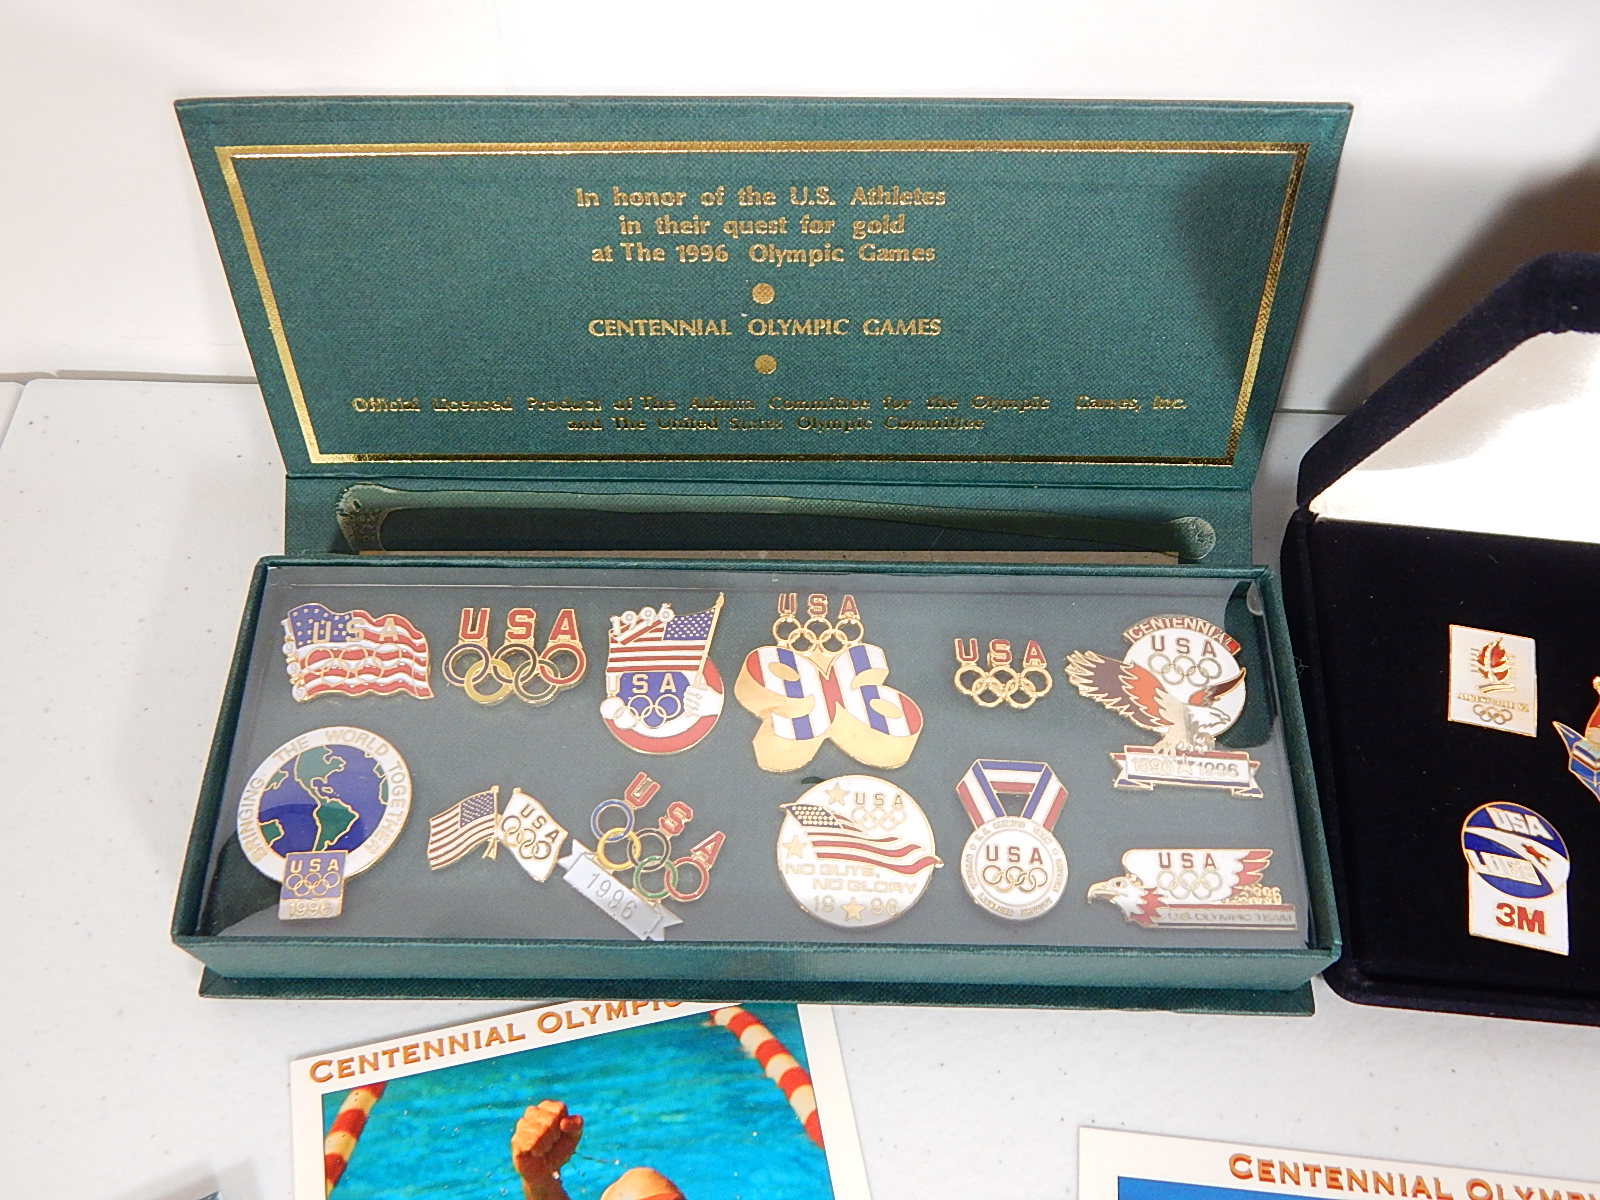 In honor of the U.S. Athletes
in their quest for gold
at The 1996 Olympic Games
CENTENNIAL OLYMPIC GAMES
Official Licensed Product of The Atlanta Committee for the Olympic Games, Inc.
and The United States Olympic Committee
1996
USA
USA
1996
USA
USA
96
USA
CENTENNIAL
USA
1896 1996
BRINGING THE WORLD TOGETHER
USA
1996
USA
USA
1996
USA
NO GUTS,
NO GLORY
19 96
USA
USA
1996
U.S. OLYMPIC TEAM
USA
3M
CENTENNIAL OLYMPIC
CENTENNIAL OLYMP